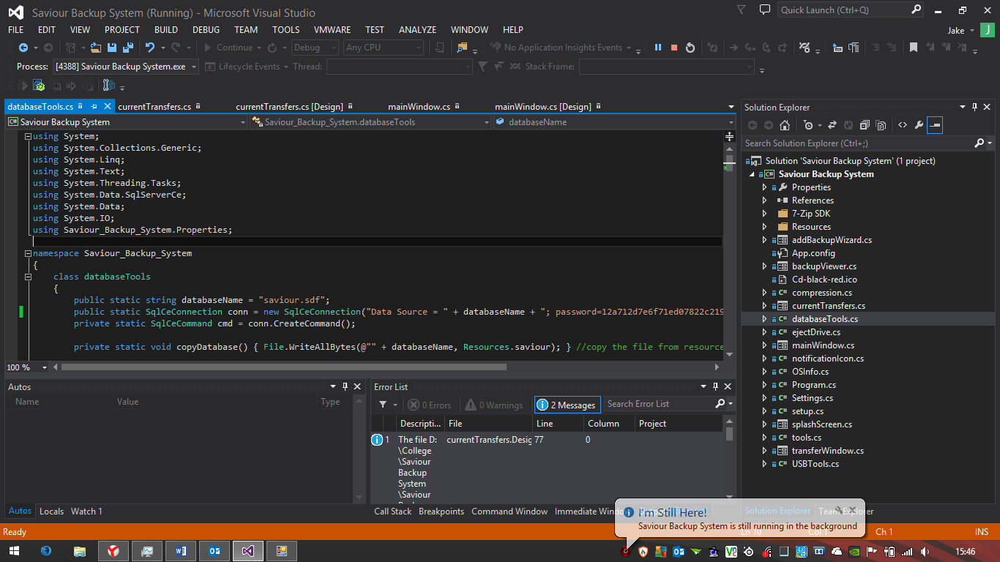 Saviour Backup System (Running) - Microsoft Visual Studio
Quick Launch (Ctrl+Q)
FILE EDIT VIEW PROJECT BUILD DEBUG TEAM TOOLS VMWARE TEST ANALYZE WINDOW HELP
Jake J
Continue Debug Any CPU No Application Insights Events
Process: [4388] Saviour Backup System.exe Lifecycle Events Thread: Stack Frame:
databaseTools.cs currentTransfers.cs currentTransfers.cs [Design] mainWindow.cs mainWindow.cs [Design]
C# Saviour Backup System Saviour_Backup_System.databaseTools databaseName
using System;
using System.Collections.Generic;
using System.Linq;
using System.Text;
using System.Threading.Tasks;
using System.Data.SqlServerCe;
using System.Data;
using System.IO;
using Saviour_Backup_System.Properties;
namespace Saviour_Backup_System
{
class databaseTools
{
public static string databaseName = "saviour.sdf";
public static SqlCeConnection conn = new SqlCeConnection("Data Source = " + databaseName + "; password=12a712d7e6f71ed07822c219
private static SqlCeCommand cmd = conn.CreateCommand();
private static void copyDatabase() { File.WriteAllBytes(@"" + databaseName, Resources.saviour); } //copy the file from resource
100 %
Autos
Name Value Type
Autos Locals Watch 1
Error List
0 Errors 0 Warnings 2 Messages Search Error List
Descripti... File Line Column Project
1 The file D: currentTransfers.Desig 77 0
\College
\Saviour
Backup
System
\Saviour
Call Stack Breakpoints Command Window Immediate Windo
Solution Explorer
Search Solution Explorer (Ctrl+;)
Solution 'Saviour Backup System' (1 project)
C# Saviour Backup System
Properties
References
7-Zip SDK
Resources
addBackupWizard.cs
App.config
backupViewer.cs
Cd-black-red.ico
C# compression.cs
currentTransfers.cs
C# databaseTools.cs
C# ejectDrive.cs
mainWindow.cs
C# notificationIcon.cs
C# OSInfo.cs
C# Program.cs
C# Settings.cs
C# setup.cs
splashScreen.cs
C# tools.cs
transferWindow.cs
C# USBTools.cs
Solution Explorer Team Explorer
I'm Still Here!
Saviour Backup System is still running in the background
Ready Ln 10 Col 1 Ch 1 INS
15:46